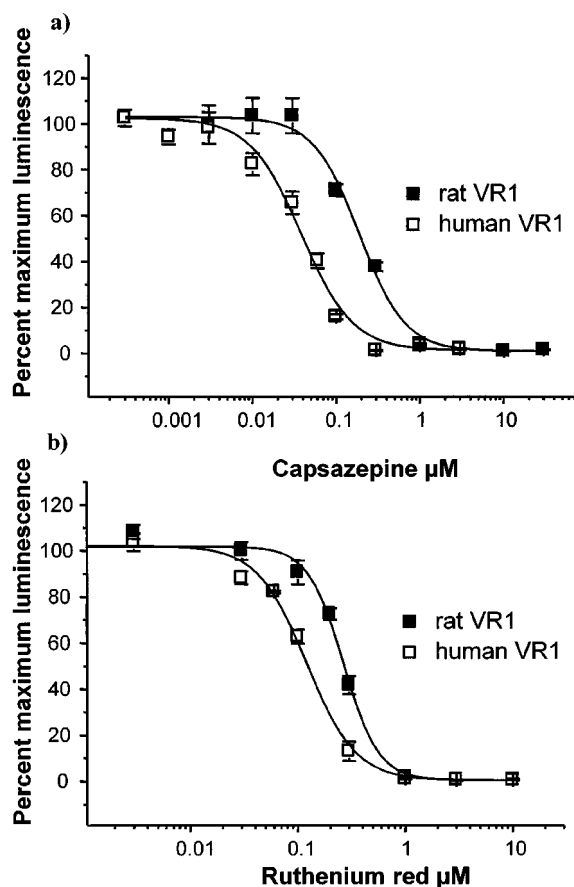 a)
Percent maximum luminescence
120
100
80
60
40
20
0
rat VR1
human VR1
0.001
0.01
0.1
1
10
Capsazepine µM
b)
Percent maximum luminescence
120
100
80
60
40
20
0
rat VR1
human VR1
0.01
0.1
1
10
Ruthenium red µM